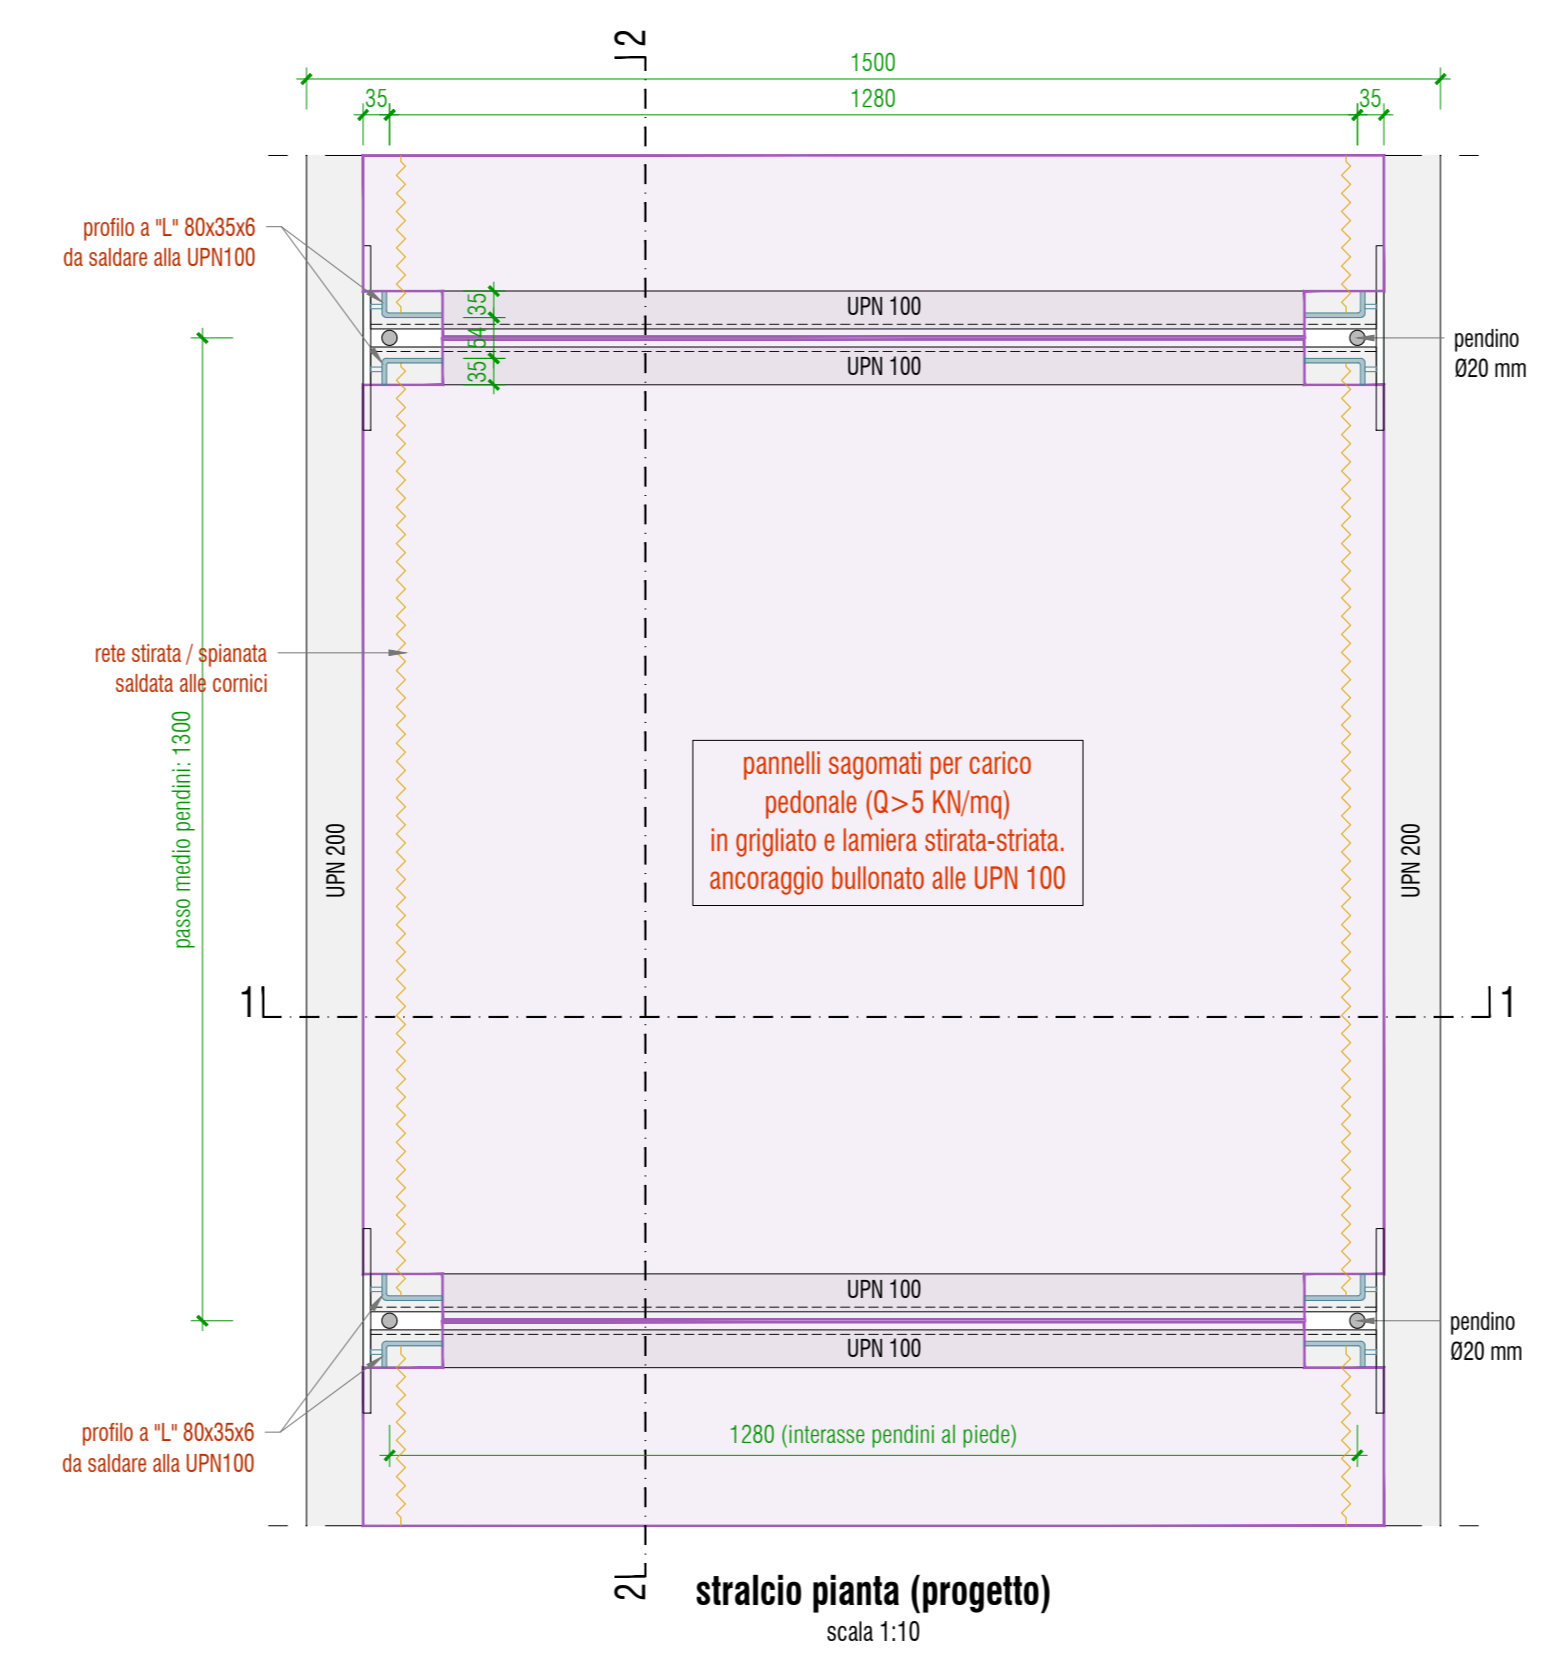 2
1500
35
1280
35
profilo a "L" 80x35x6
da saldare alla UPN100
35
UPN 100
54
pendino
Ø20 mm
35
UPN 100
rete stirata / spianata
saldata alle cornici
passo medio pendini: 1300
pannelli sagomati per carico
pedonale (Q>5 KN/mq)
in grigliato e lamiera stirata-striata.
ancoraggio bullonato alle UPN 100
UPN 200
UPN 200
1
1
UPN 100
pendino
Ø20 mm
UPN 100
profilo a "L" 80x35x6
da saldare alla UPN100
1280 (interasse pendini al piede)
2
stralcio pianta (progetto)
scala 1:10